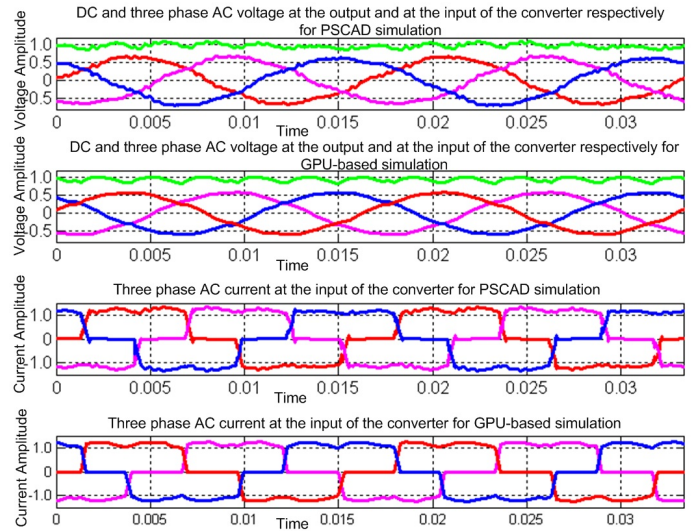 DC and three phase AC voltage at the output and at the input of the converter respectively
for PSCAD simulation
Voltage Amplitude
1.0
0.5
0
0.5
0 0.005 0.01 0.015 0.02 0.025 0.03
Time
DC and three phase AC voltage at the output and at the input of the converter respectively for
GPU-based simulation
Voltage Amplitude
1.0
0.5
0
-0.5
0 0.005 0.01 0.015 0.02 0.025 0.03
Time
Three phase AC current at the input of the converter for PSCAD simulation
Current Amplitude
1.0
0
1.0
0 0.005 0.01 0.015 0.02 0.025 0.03
Time
Three phase AC current at the input of the converter for GPU-based simulation
Current Amplitude
1.0
0
-1.0
0 0.005 0.01 0.015 0.02 0.025 0.03
Time